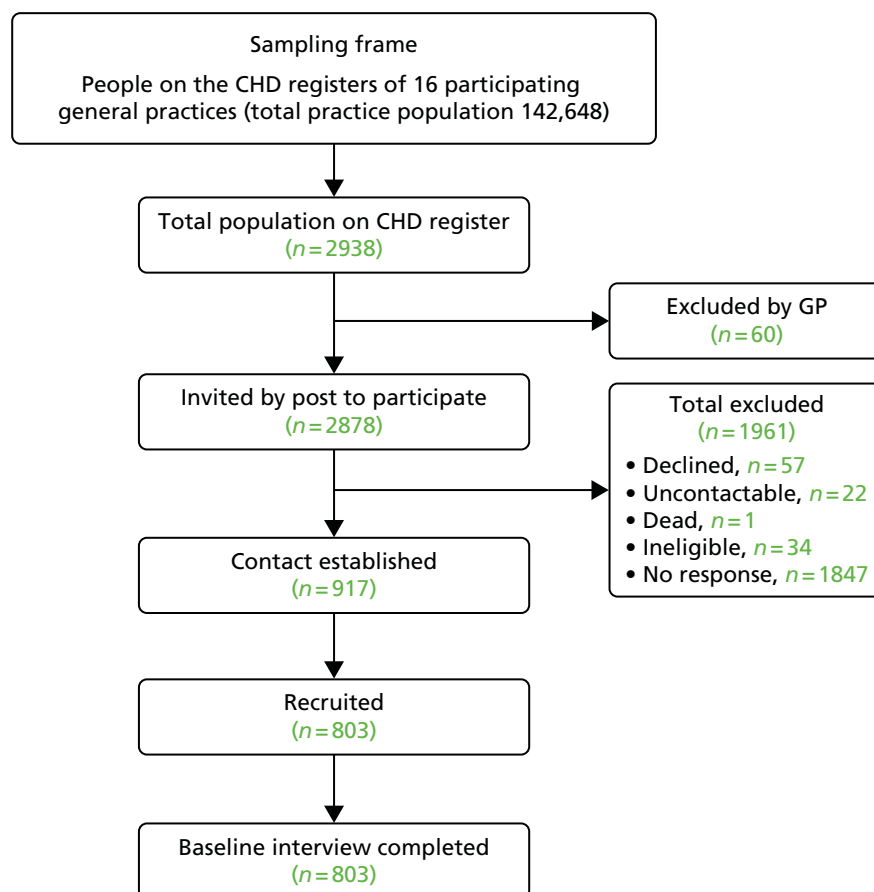 Sampling frame
People on the CHD registers of 16 participating
general practices (total practice population 142,648)
Total population on CHD register
(n=2938)
Excluded by GP
(n=60)
Invited by post to participate
(n=2878)
Total excluded
(n=1961)
• Declined, n=57
• Uncontactable, n=22
• Dead, n=1
• Ineligible, n=34
• No response, n=1847
Contact established
(n=917)
Recruited
(n=803)
Baseline interview completed
(n=803)